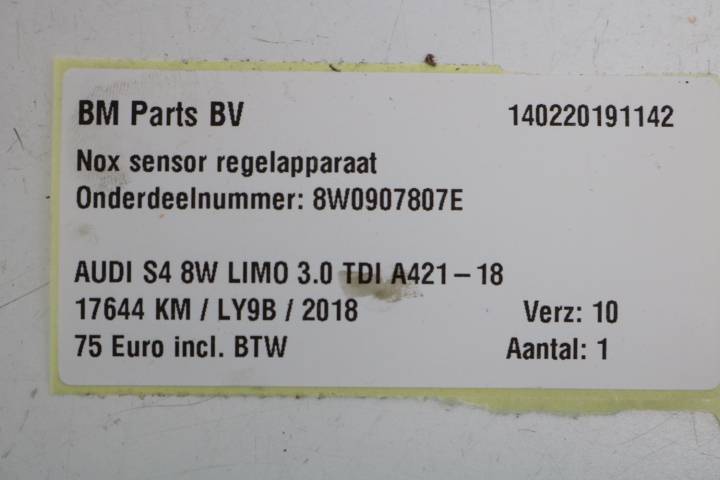 BM Parts BV 140220191142
Nox sensor regelapparaat
Onderdeelnummer: 8W0907807E
AUDI S4 8W LIMO 3.0 TDI A421-18
17644 KM / LY9B / 2018 Verz: 10
75 Euro incl. BTW Aantal: 1